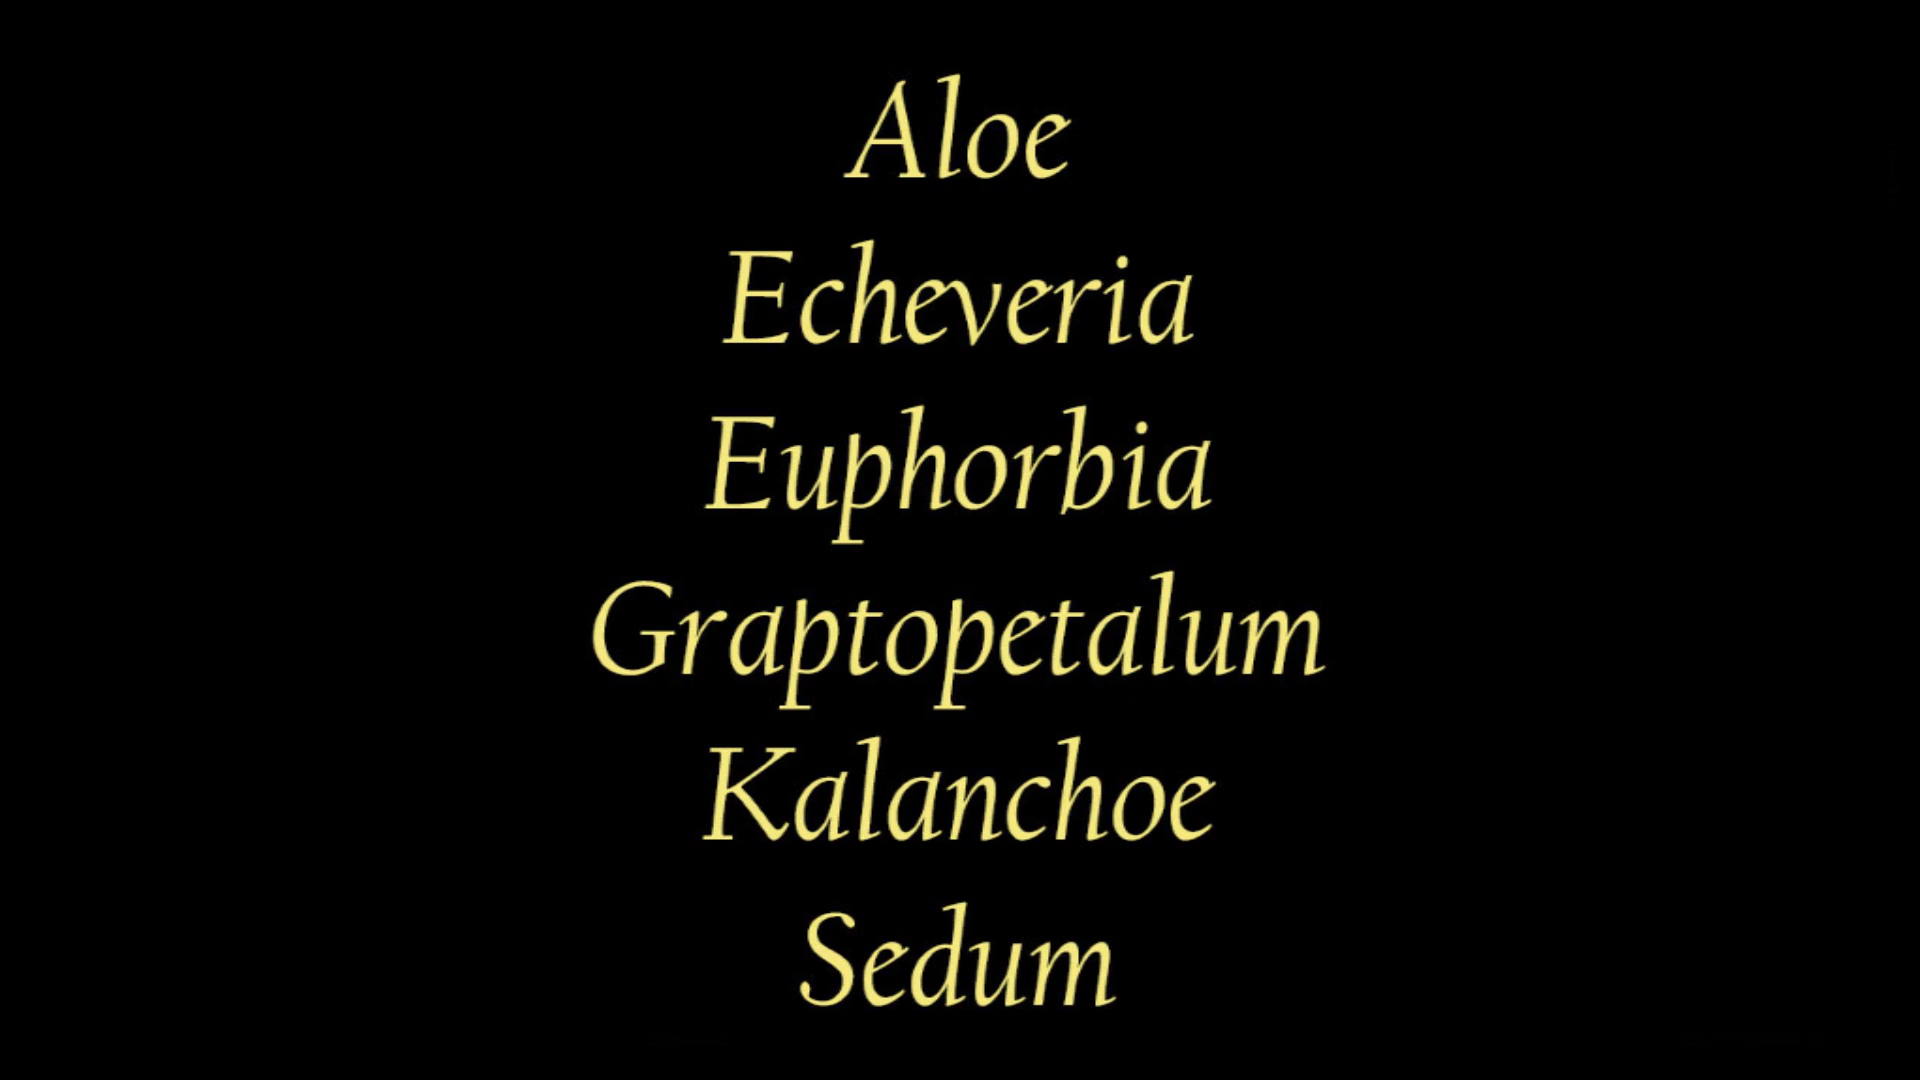 Aloe
Echeveria
Euphorbia
Graptopetalum
Kalanchoe
Sedum